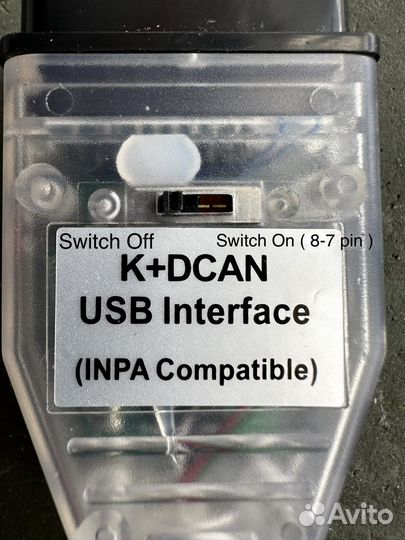 Switch Off Switch On ( 8-7 pin )
K+DCAN
USB Interface
(INPA Compatible)
Avito